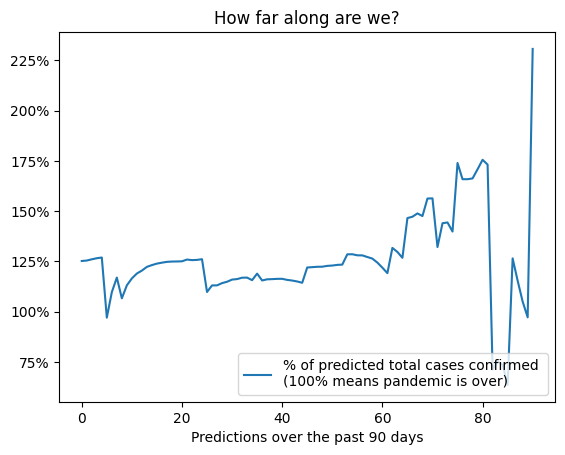 How far along are we?
225%
200%
175%
150%
125%
100%
75%
% of predicted total cases confirmed
(100% means pandemic is over)
0 20 40 60 80
Predictions over the past 90 days